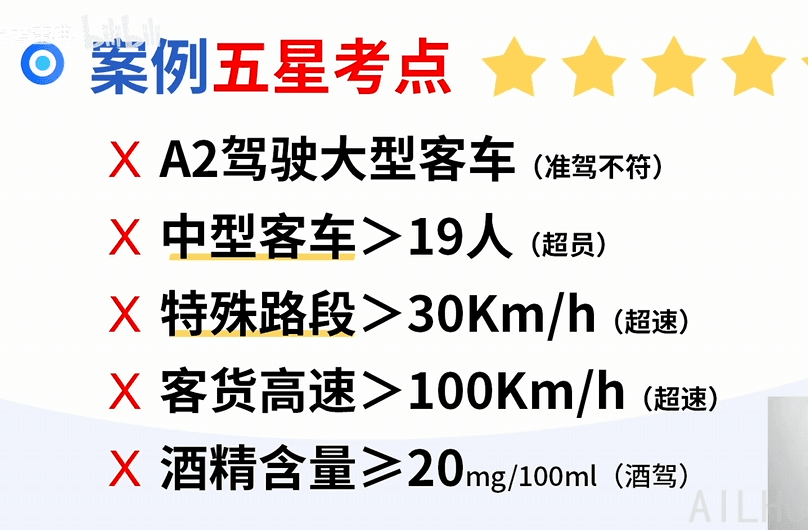 案例五星考点
X A2驾驶大型客车（准驾不符）
X 中型客车＞19人（超员）
X 特殊路段＞30Km/h（超速）
X 客货高速＞100Km/h（超速）
X 酒精含量≥20mg/100ml（酒驾）